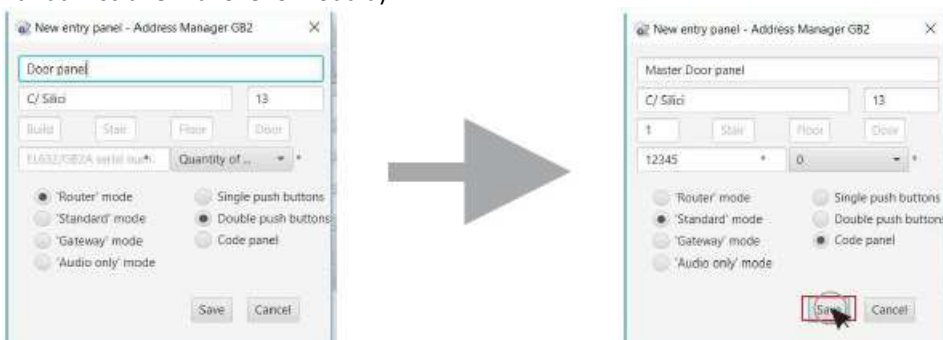 New entry panel - Address Manager GB2
Door panel
C/ Silici 13
Build Stair Floor Door
EL632/GB2A serial num. * Quantity of ... *
'Router' mode Single push buttons
'Standard' mode Double push buttons
'Gateway' mode Code panel
'Audio only' mode
Save Cancel
New entry panel - Address Manager GB2
Master Door panel
C/ Silici 13
1 Stair Floor Door
12345 * 0 *
'Router' mode Single push buttons
'Standard' mode Double push buttons
'Gateway' mode Code panel
'Audio only' mode
Save Cancel